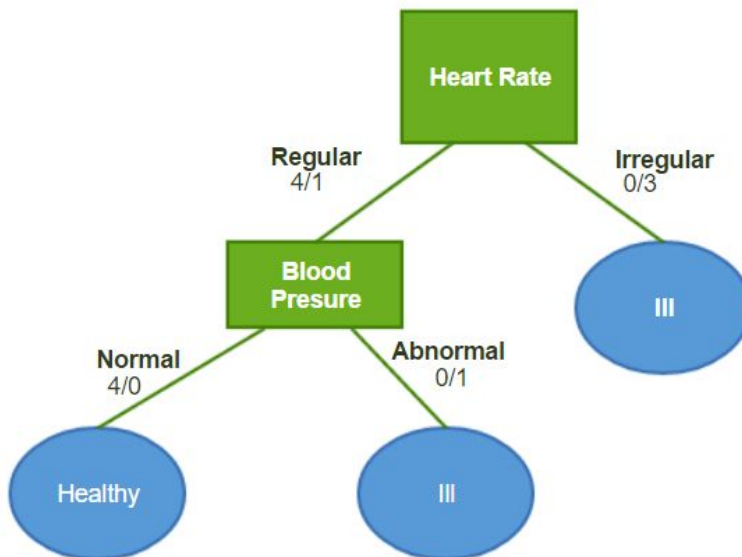 Heart Rate
Regular
4/1
Irregular
0/3
Blood
Presure
Ill
Normal
4/0
Abnormal
0/1
Healthy
Ill